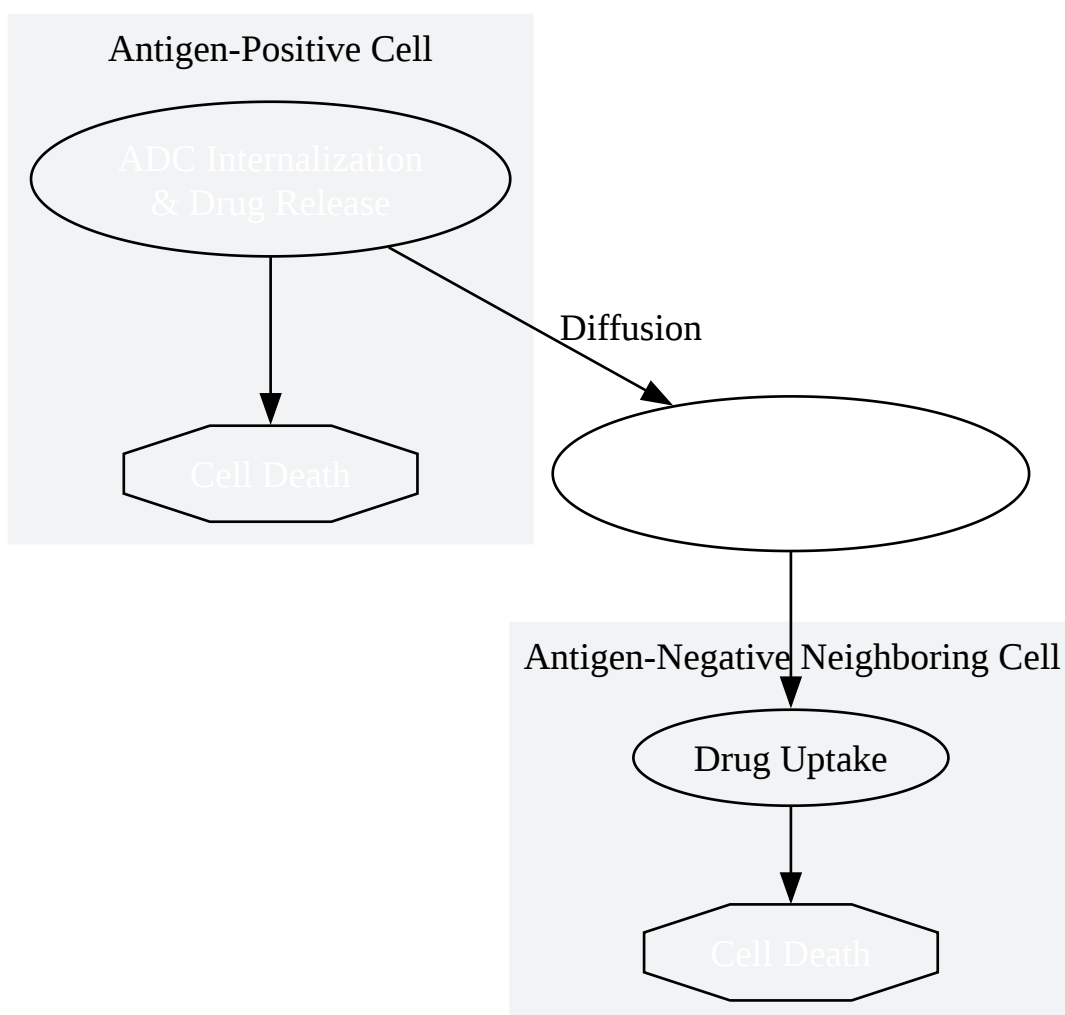 Antigen-Positive Cell
ADC Internalization
& Drug Release
Diffusion
Cell Death
Antigen-Negative Neighboring Cell
Drug Uptake
Cell Death